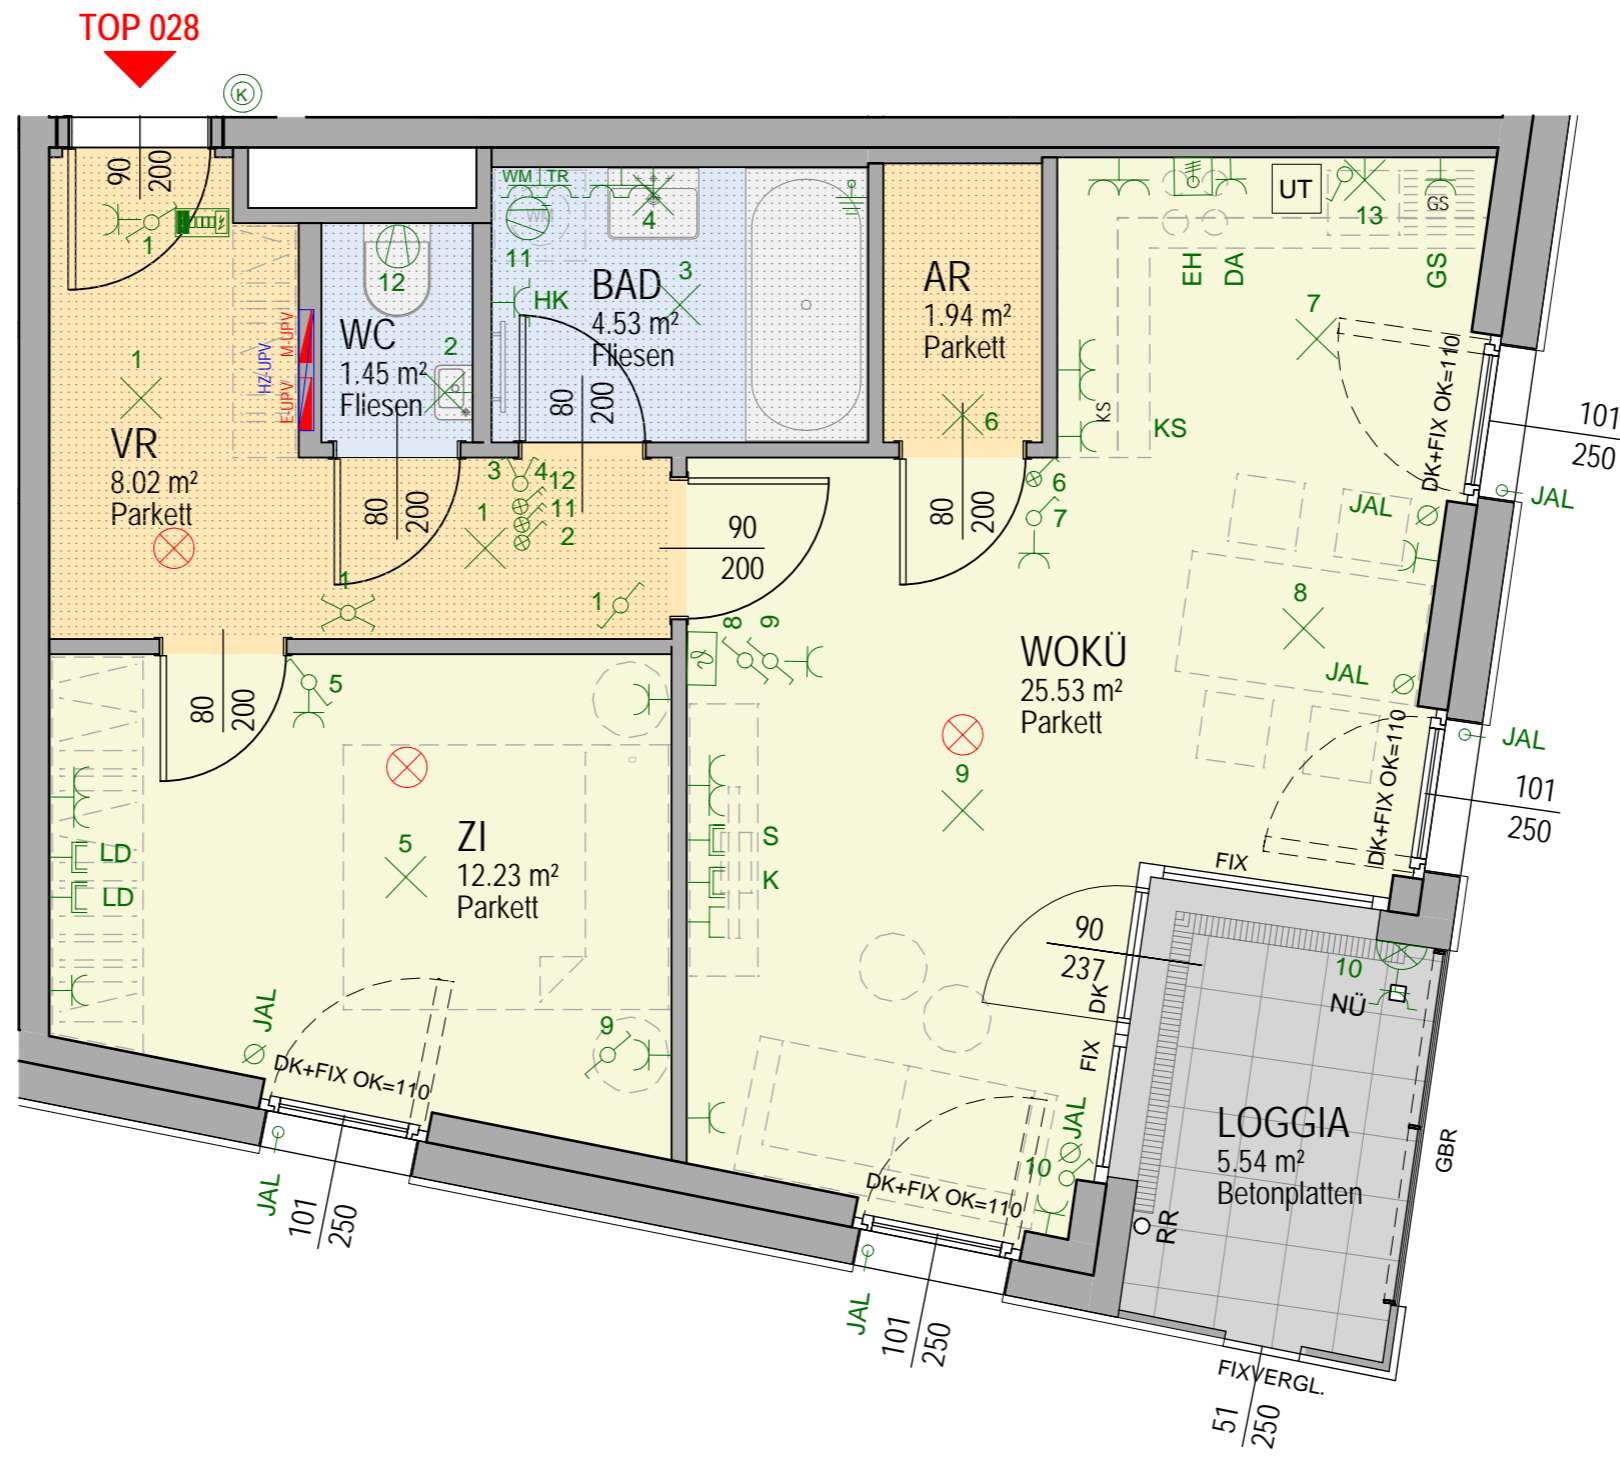 TOP 028
K
90
200
1
WM TR
WM
4
11
HK
BAD
4.53 m²
Fliesen
3
12
WC
1.45 m²
Fliesen
2
M-UPV
HZ-UPV
E-UPV
1
VR
8.02 m²
Parkett
80
200
80
200
AR
1.94 m²
Parkett
6
80
200
EH
DA
UT
13
GS
GS
7
KS
KS
DK+FIX OK=110
101
250
JAL
JAL
3
4
12
11
2
1
1
1
90
200
6
7
8
9
8
WOKÜ
25.53 m²
Parkett
JAL
JAL
DK+FIX OK=110
101
250
80
200
5
5
ZI
12.23 m²
Parkett
LD
LD
9
S
K
9
FIX
90
237
DK
FIX
10
NÜ
JAL
DK+FIX OK=110
JAL
101
250
JAL
10
DK+FIX OK=110
JAL
101
250
RR
LOGGIA
5.54 m²
Betonplatten
GBR
FIXVERGL.
51
250